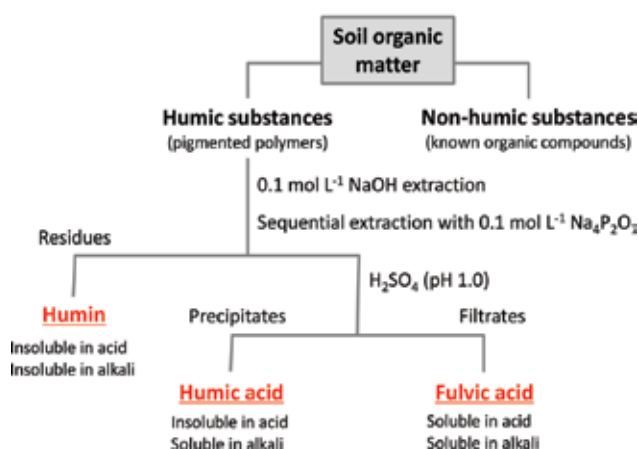 Soil organic
matter
Humic substances
(pigmented polymers)
Non-humic substances
(known organic compounds)
0.1 mol L⁻¹ NaOH extraction
Sequential extraction with 0.1 mol L⁻¹ Na₄P₂O₇
Residues
H₂SO₄ (pH 1.0)
Humin
Insoluble in acid
Insoluble in alkali
Precipitates
Filtrates
Humic acid
Insoluble in acid
Soluble in alkali
Fulvic acid
Soluble in acid
Soluble in alkali